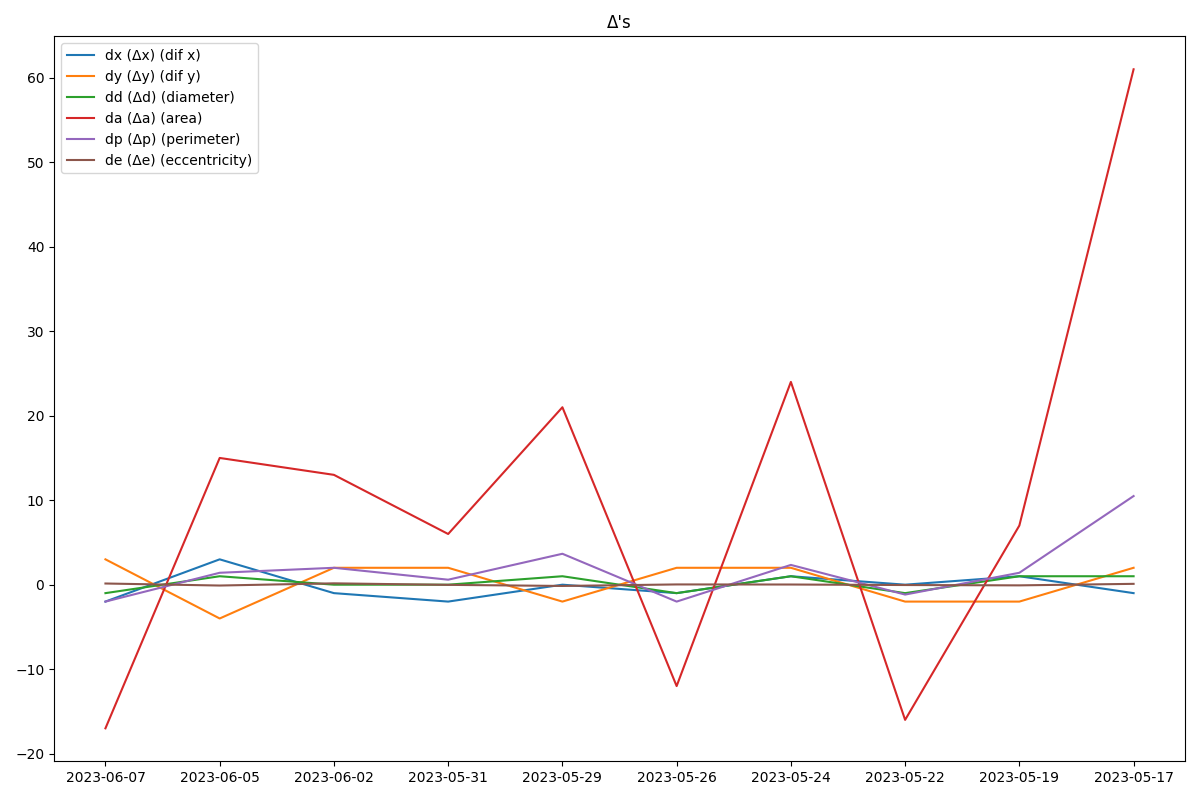 Δ's
dx (Δx) (dif x)
dy (Δy) (dif y)
dd (Δd) (diameter)
da (Δa) (area)
dp (Δp) (perimeter)
de (Δe) (eccentricity)
60
50
40
30
20
10
0
−10
−20
2023-06-07 2023-06-05 2023-06-02 2023-05-31 2023-05-29 2023-05-26 2023-05-24 2023-05-22 2023-05-19 2023-05-17